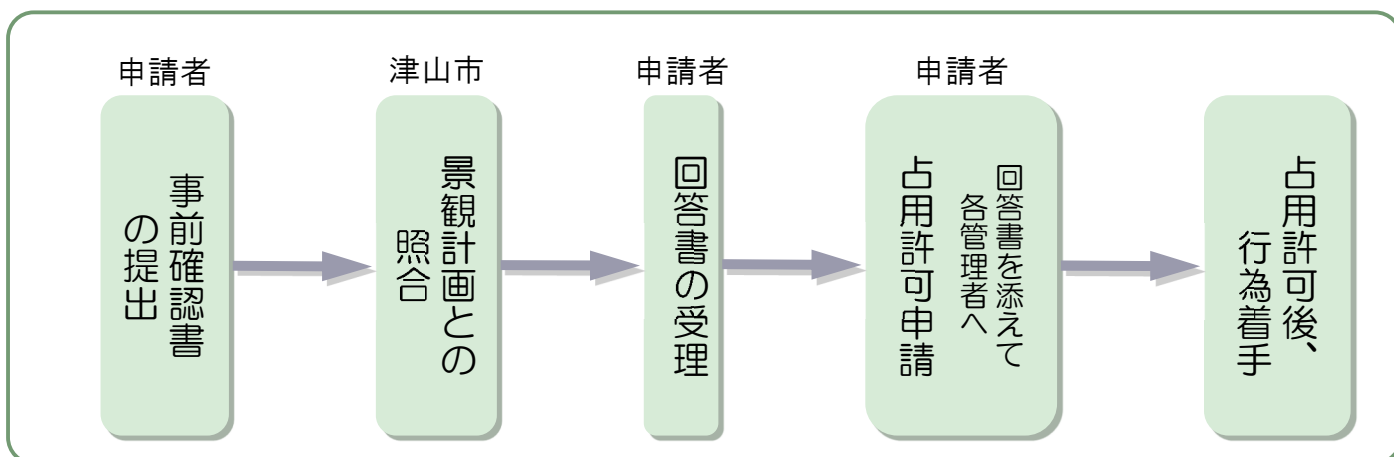 申請者
事前確認書
の提出
津山市
景観計画との
照合
申請者
回答書の受理
申請者
回答書を添えて
各管理者へ
占用許可申請
占用許可後、
行為着手